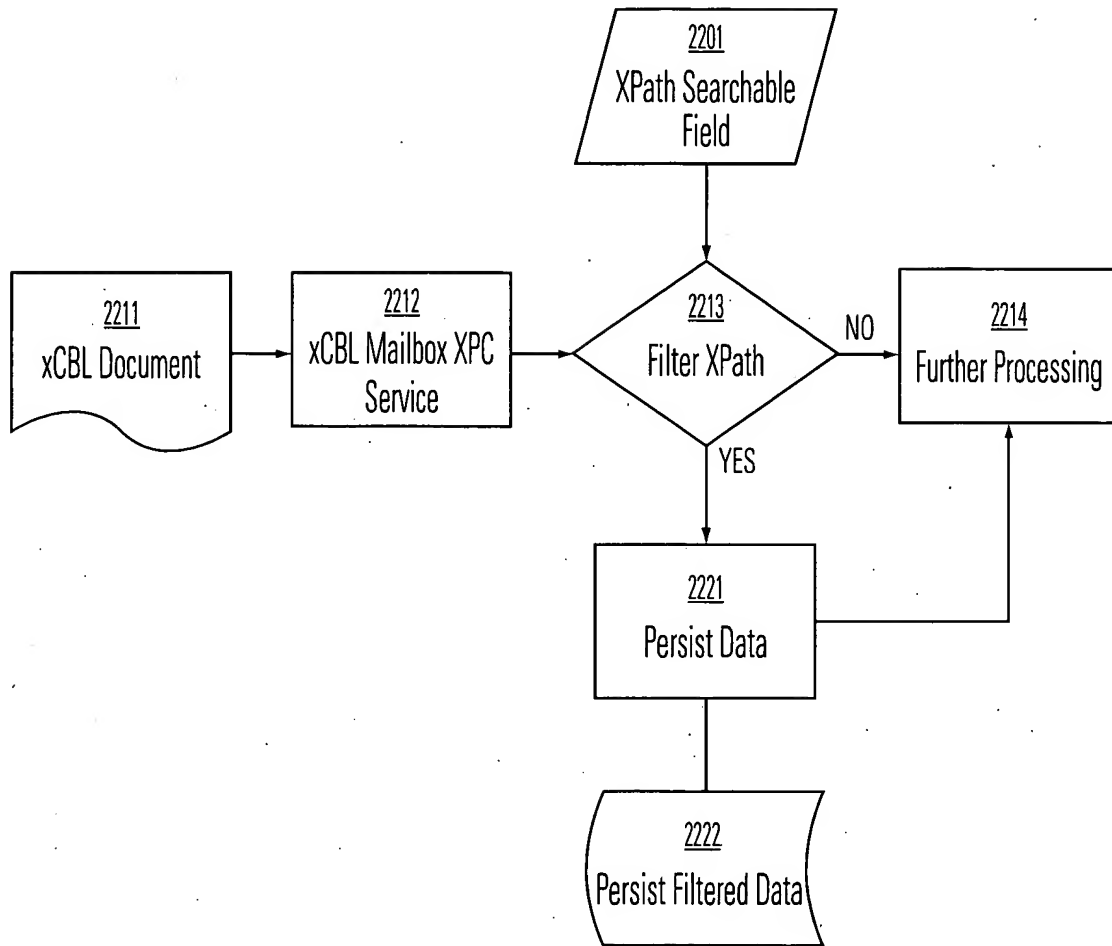 2201
XPath Searchable
Field
2211
xCBL Document
2212
xCBL Mailbox XPC
Service
2213
Filter XPath
NO
2214
Further Processing
YES
2221
Persist Data
2222
Persist Filtered Data